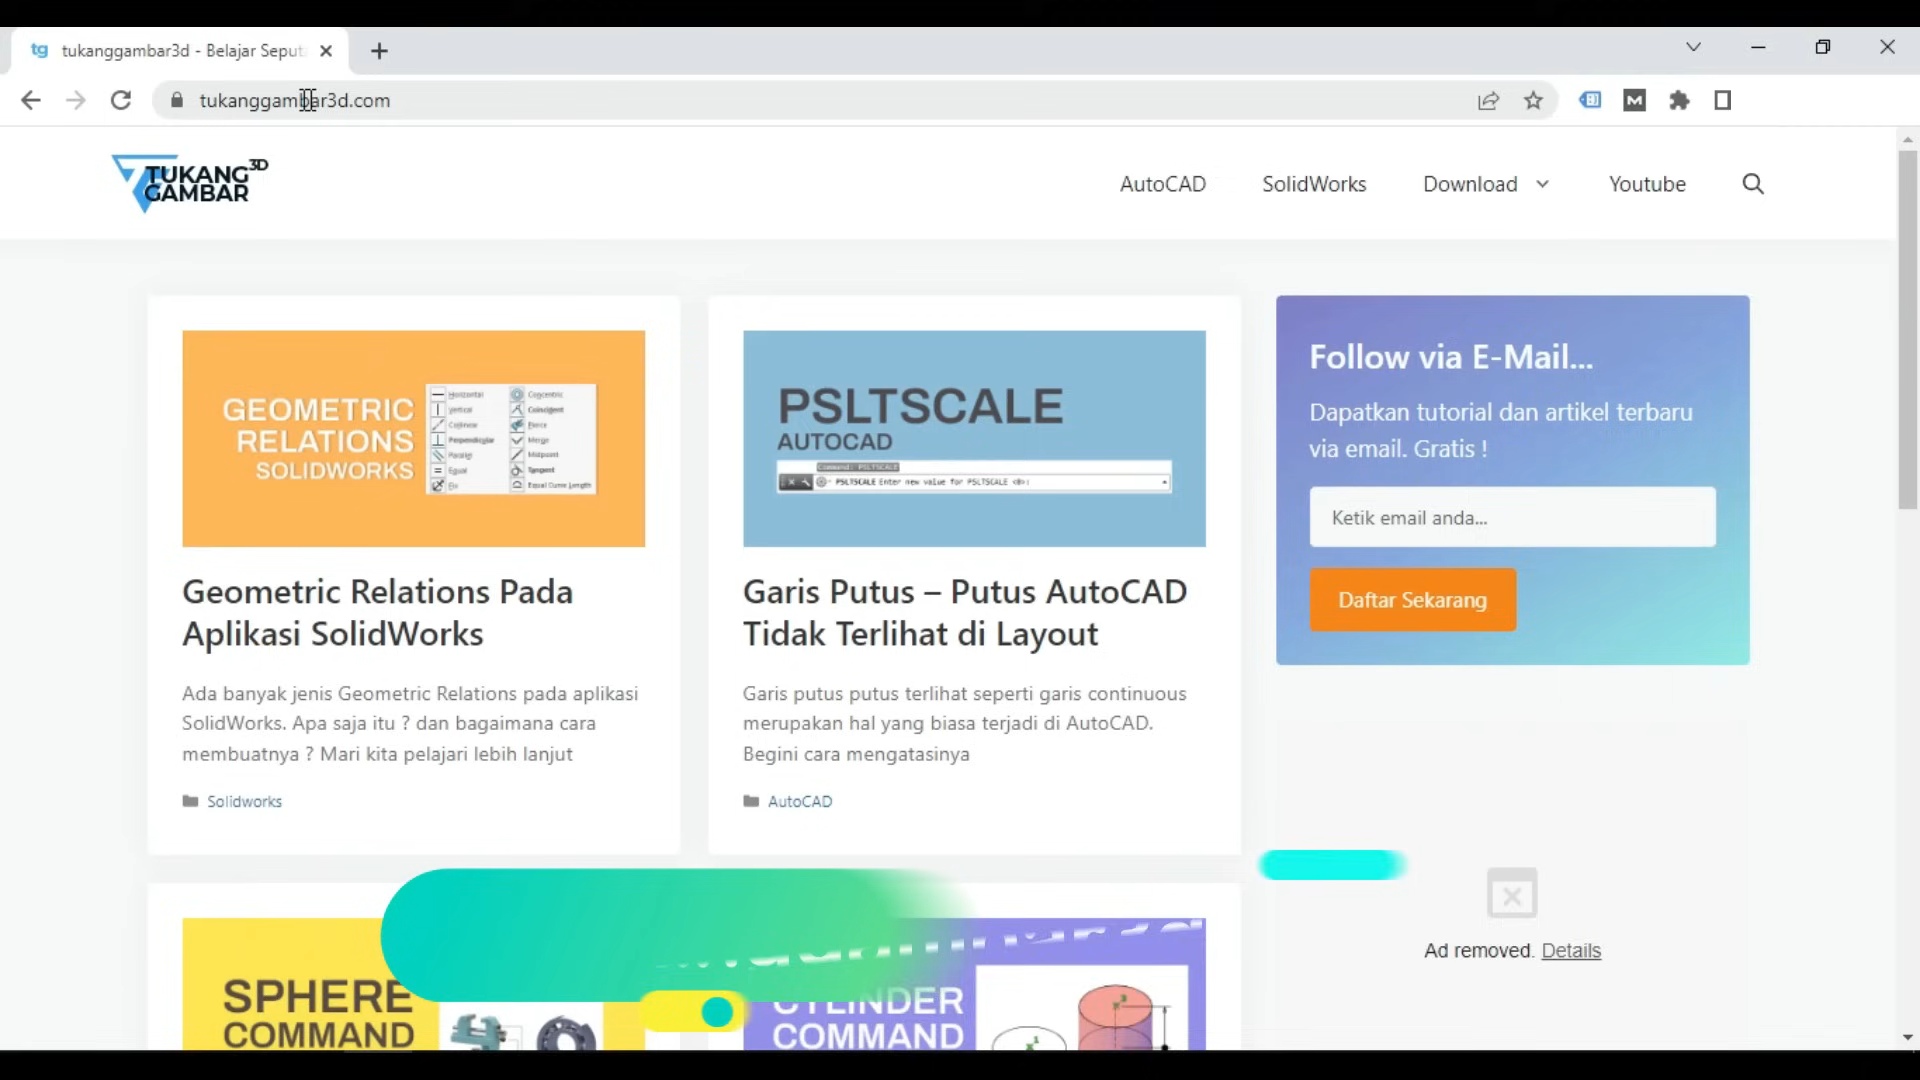 tg tukanggambar3d - Belajar Seput
tukanggambar3d.com
TUKANG 3D
GAMBAR
AutoCAD
SolidWorks
Download
Youtube
GEOMETRIC
RELATIONS
SOLIDWORKS
Horizontal
Vertical
Collinear
Perpendicular
Parallel
Equal
Fix
Concentric
Coincident
Pierce
Merge
Midpoint
Tangent
Equal Curve Length
Geometric Relations Pada
Aplikasi SolidWorks
Ada banyak jenis Geometric Relations pada aplikasi
SolidWorks. Apa saja itu ? dan bagaimana cara
membuatnya ? Mari kita pelajari lebih lanjut
Solidworks
PSLTSCALE
AUTOCAD
Command: PSLTSCALE
PSLTSCALE Enter new value for PSLTSCALE <0>:
Garis Putus – Putus AutoCAD
Tidak Terlihat di Layout
Garis putus putus terlihat seperti garis continuous
merupakan hal yang biasa terjadi di AutoCAD.
Begini cara mengatasinya
AutoCAD
Follow via E-Mail...
Dapatkan tutorial dan artikel terbaru
via email. Gratis !
Ketik email anda...
Daftar Sekarang
Ad removed. Details
SPHERE
COMMAND
CYLINDER
COMMAND